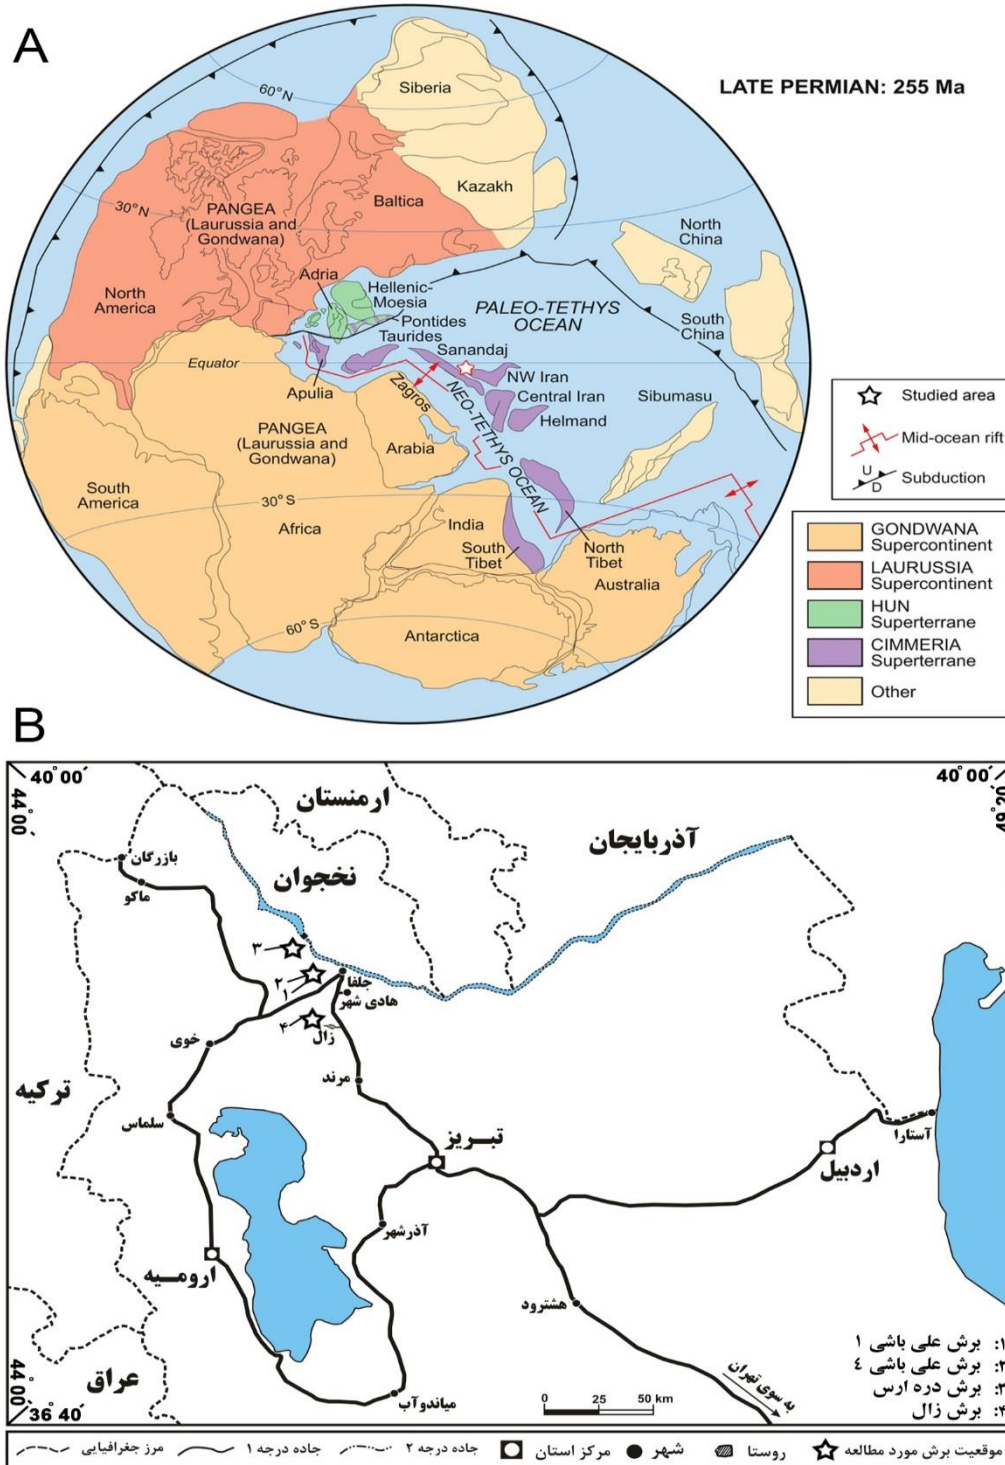 A
LATE PERMIAN: 255 Ma
60°N
Siberia
30°N
PANGEA
(Laurussia and
Gondwana)
Baltica
Kazakh
North
China
Adria
Hellenic-
Moesia
North
America
PALEO-TETHYS
OCEAN
Pontides
Taurides
South
China
Equator
Sanandaj
Apulia
Zagros
NW Iran
NEO-TETHYS OCEAN
Central Iran
Sibumasu
Helmand
PANGEA
(Laurussia and
Gondwana)
Arabia
South
America
30°S
Africa
India
South
Tibet
North
Tibet
Australia
60°S
Antarctica
Studied area
Mid-ocean rift
U
D
Subduction
GONDWANA
Supercontinent
LAURUSSIA
Supercontinent
HUN
Superterrane
CIMMERIA
Superterrane
Other
B
40° 00′
40° 00′
44° 00′
ارمنستان
آذربایجان
بازرگان
ماکو
نخجوان
۳
۲
۱
جلفا
هادی شهر
۴
زال
خوی
مرند
ترکیه
سلماس
تبـــریز
آستارا
اردبیل
آذرشهر
ارومــیه
هشترود
عراق
میاندوآب
به سوی تهران
0 25 50 km
44° 00′
36° 40′
۱: برش علی باشی ۱
۲: برش علی باشی ٤
۳: برش دره ارس
۴: برش زال
موقعیت برش مورد مطالعه
روستا
شهر
مرکز استان
جاده درجه ۲
جاده درجه ۱
مرز جغرافیایی